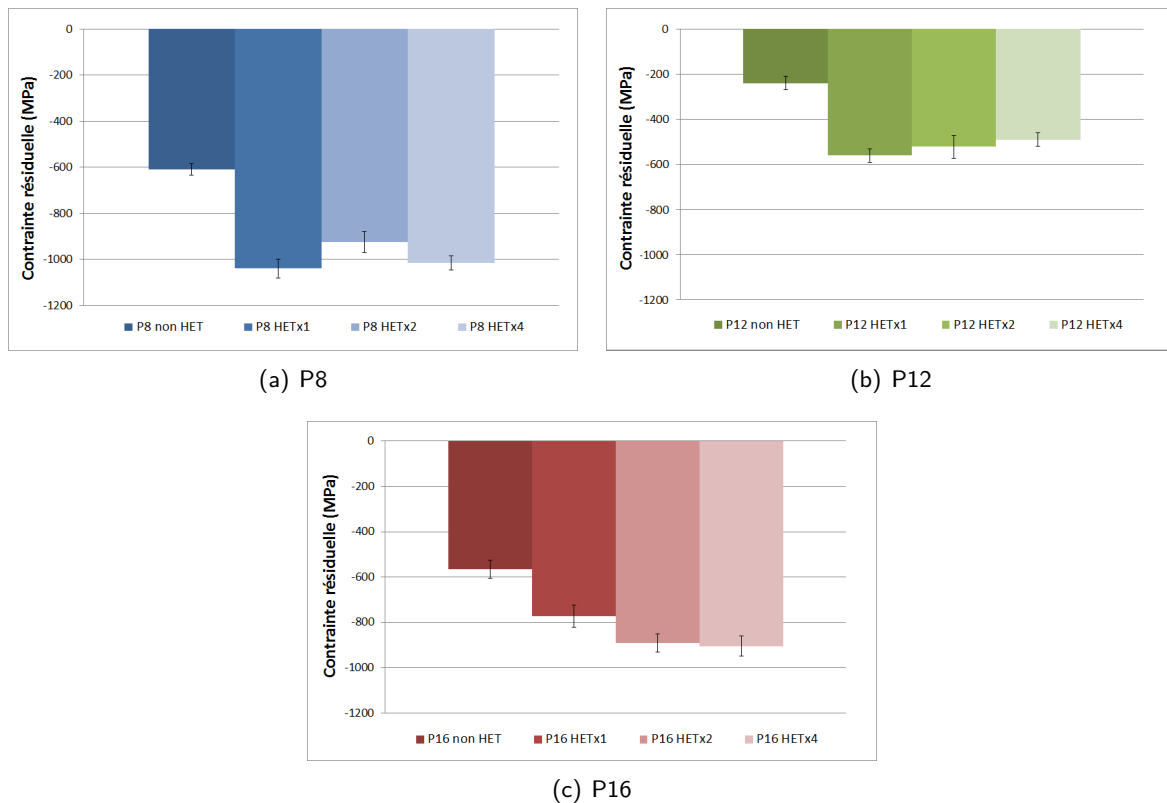 0
-200
-400
-600
-800
-1000
-1200
Contrainte résiduelle (MPa)
P8 non HET P8 HETx1 P8 HETx2 P8 HETx4
(a) P8
0
-200
-400
-600
-800
-1000
-1200
Contrainte résiduelle (MPa)
P12 non HET P12 HETx1 P12 HETx2 P12 HETx4
(b) P12
0
-200
-400
-600
-800
-1000
-1200
Contrainte résiduelle (MPa)
P16 non HET P16 HETx1 P16 HETx2 P16 HETx4
(c) P16